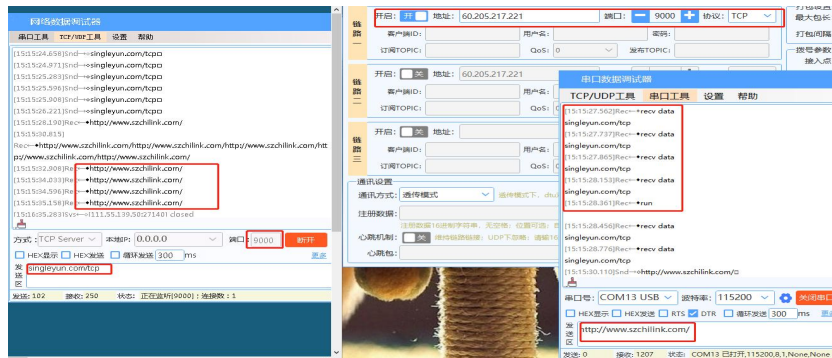 网络数据调试器
串口工具 TCP/UDP工具 设置 帮助
[15:15:24.658]Snd→singleyun.com/tcp□
[15:15:24.971]Snd→singleyun.com/tcp□
[15:15:25.283]Snd→singleyun.com/tcp□
[15:15:25.596]Snd→singleyun.com/tcp□
[15:15:25.908]Snd→singleyun.com/tcp□
[15:15:26.221]Snd→singleyun.com/tcp□
[15:15:28.190]Rec←http://www.szchilink.com/
[15:15:30.815]
Rec←http://www.szchilink.com/http://www.szchilink.com/http://www.szchilink.com/htt
p://www.szchilink.com/http://www.szchilink.com/
[15:15:32.908]Rec←http://www.szchilink.com/
[15:15:34.033]Rec←http://www.szchilink.com/
[15:15:34.596]Rec←http://www.szchilink.com/
[15:15:35.158]Rec←http://www.szchilink.com/
[15:16:35.283]Sys←[111.55.139.50:27140] closed
方式: TCP Server 本地IP: 0.0.0.0 端口: 9000 断开
HEX显示 HEX发送 循环发送 300 ms 更多
发送区 singleyun.com/tcp
发送: 102 接收: 250 状态: 正在监听(9000)；连接数：1
链路一
开启: 开 地址: 60.205.217.221 端口: 9000 协议: TCP
客户端ID: 用户名: 密码:
订阅TOPIC: QoS: 0 发布TOPIC:
打包设置
最大包长
打包间隔
拨号参数
接入点
链路二
开启: 关 地址: 60.205.217.221
客户端ID: 用户名:
订阅TOPIC: QoS:
链路三
开启: 关 地址:
客户端ID: 用户名:
订阅TOPIC: QoS:
通讯设置
通讯方式: 透传模式
注册数据:
心跳机制: 关
心跳包:
串口数据调试器
TCP/UDP工具 串口工具 设置 帮助
[15:15:27.562]Rec←recv data
singleyun.com/tcp
[15:15:27.737]Rec←recv data
singleyun.com/tcp
[15:15:27.865]Rec←recv data
singleyun.com/tcp
[15:15:28.153]Rec←recv data
singleyun.com/tcp
[15:15:28.361]Rec←run
[15:15:28.456]Rec←recv data
singleyun.com/tcp
[15:15:28.776]Rec←recv data
singleyun.com/tcp
[15:15:30.110]Snd→http://www.szchilink.com/□
串口号: COM13 USB 波特率: 115200 关闭串口
HEX显示 HEX发送 RTS DTR 循环发送 300 ms
发送区 http://www.szchilink.com/
发送: 0 接收: 1207 状态: COM13 已打开,115200,8,1,None,None